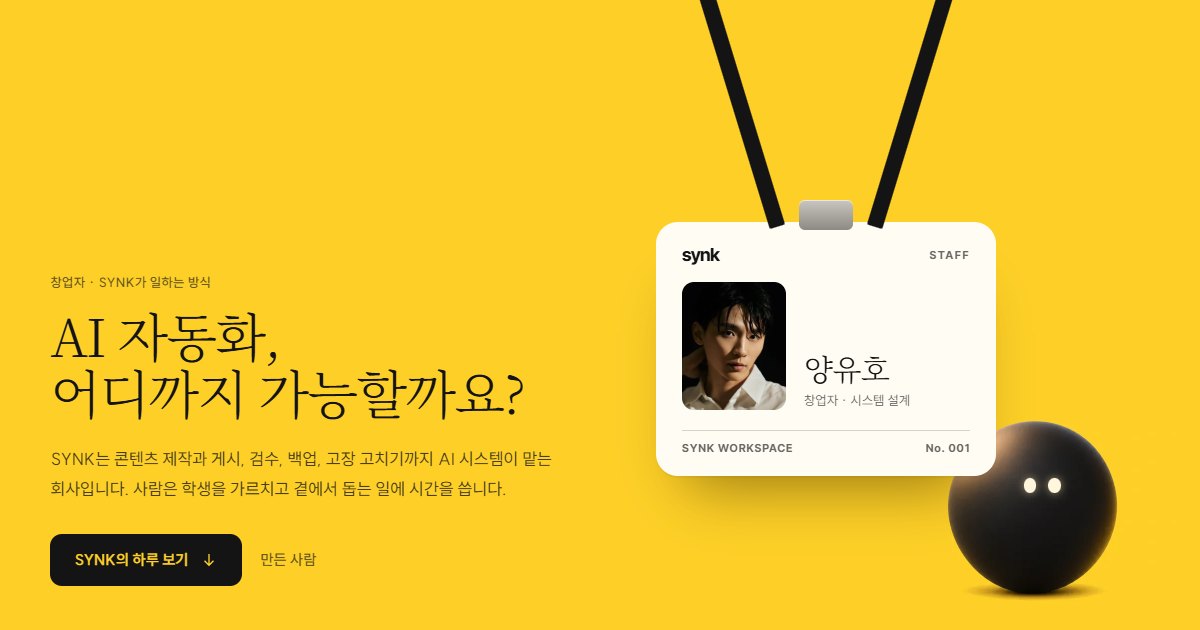 창업자 · SYNK가 일하는 방식
AI 자동화,
어디까지 가능할까요?
SYNK는 콘텐츠 제작과 게시, 검수, 백업, 고장 고치기까지 AI 시스템이 맡는
회사입니다. 사람은 학생을 가르치고 곁에서 돕는 일에 시간을 씁니다.
SYNK의 하루 보기 ↓
만든 사람
synk
STAFF
양유호
창업자 · 시스템 설계
SYNK WORKSPACE
No. 001